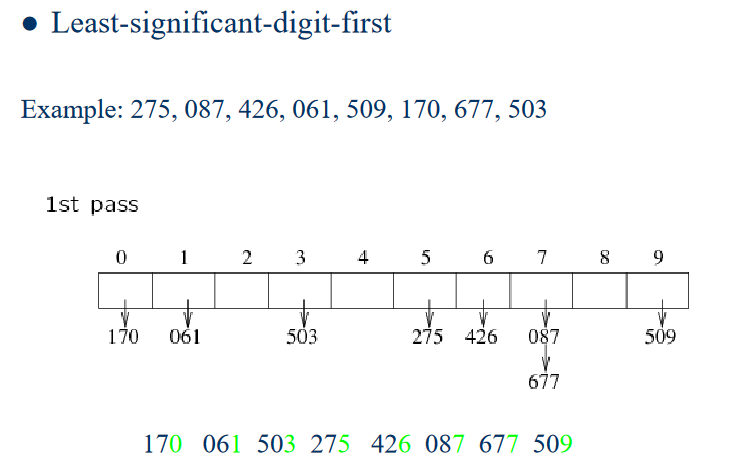 ● Least-significant-digit-first
Example: 275, 087, 426, 061, 509, 170, 677, 503
1st pass
0 1 2 3 4 5 6 7 8 9
170 061 503 275 426 087 509
677
170 061 503 275 426 087 677 509